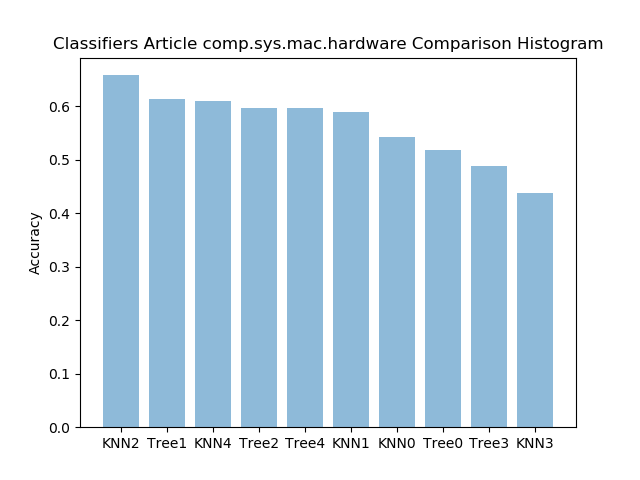 Classifiers Article comp.sys.mac.hardware Comparison Histogram
Accuracy
0.6
0.5
0.4
0.3
0.2
0.1
0.0
KNN2 Tree1 KNN4 Tree2 Tree4 KNN1 KNN0 Tree0 Tree3 KNN3